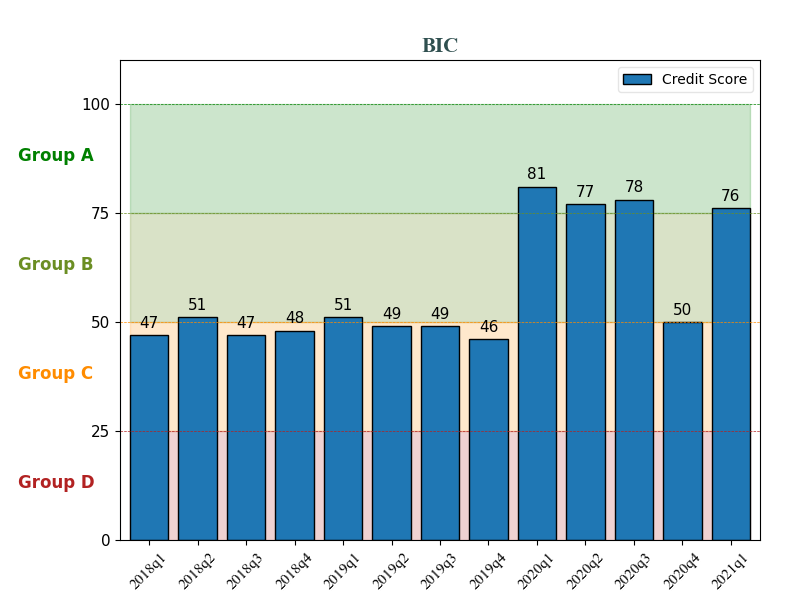 BIC
Credit Score
100
Group A
81
77
78
76
75
Group B
47
51
47
48
51
49
49
46
50
50
Group C
25
Group D
0
2018q1
2018q2
2018q3
2018q4
2019q1
2019q2
2019q3
2019q4
2020q1
2020q2
2020q3
2020q4
2021q1